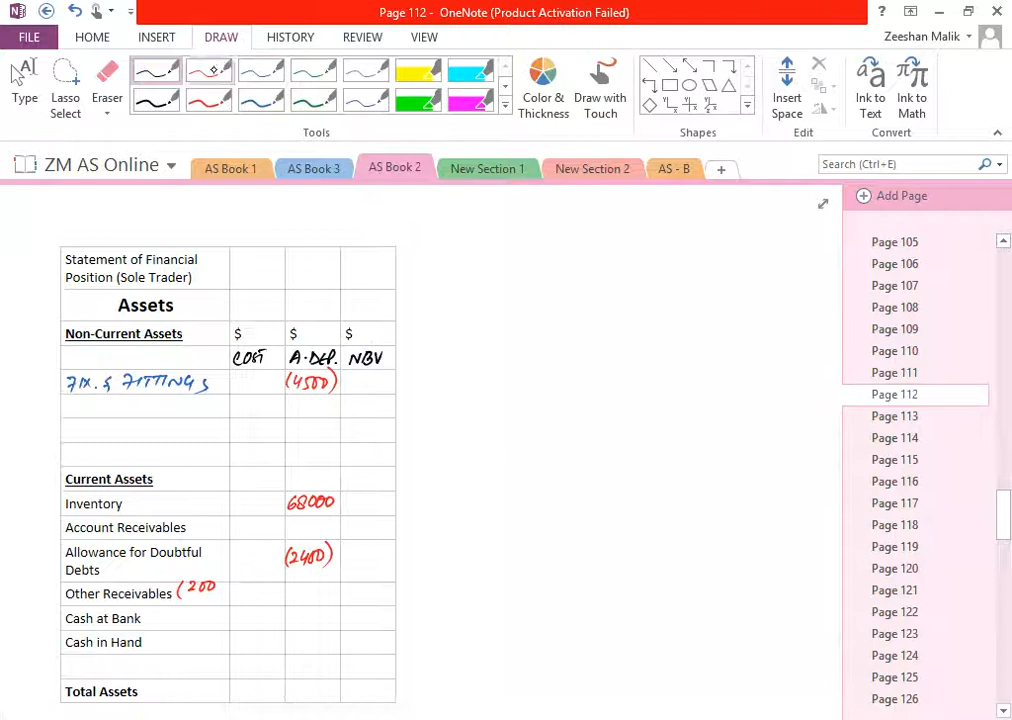 Page 112 - OneNote (Product Activation Failed)
?
FILE HOME INSERT DRAW HISTORY REVIEW VIEW
Zeeshan Malik
Type
Lasso Select
Eraser
Color & Thickness
Draw with Touch
Insert Space
Ink to Text
Ink to Math
Tools
Shapes
Edit
Convert
ZM AS Online
AS Book 1
AS Book 3
AS Book 2
New Section 1
New Section 2
AS - B
Search (Ctrl+E)
Add Page
Page 105
Page 106
Page 107
Page 108
Page 109
Page 110
Page 111
Page 112
Page 113
Page 114
Page 115
Page 116
Page 117
Page 118
Page 119
Page 120
Page 121
Page 122
Page 123
Page 124
Page 125
Page 126
Statement of Financial
Position (Sole Trader)
Assets
Non-Current Assets $ $ $
COST A.DEP. NBV
FIX. & FITTINGS (4500)
Current Assets
Inventory 68000
Account Receivables
Allowance for Doubtful
Debts (2400)
Other Receivables (200
Cash at Bank
Cash in Hand
Total Assets